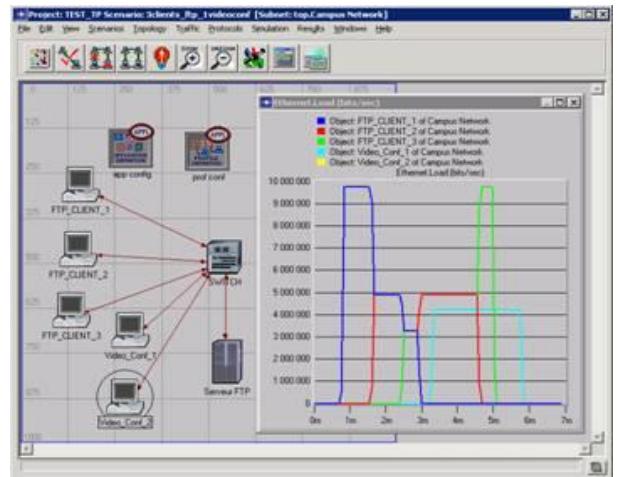 Project: TEST_TP Scenario: 3clients_ftp_1videoconf [Subnet: top.Campus Network]
File Edit View Scenarios Topology Traffic Protocols Simulation Results Windows Help
Ethernet.Load (bits/sec)
Object: FTP_CLIENT_1 of Campus Network
Object: FTP_CLIENT_2 of Campus Network
Object: FTP_CLIENT_3 of Campus Network
Object: Video_Conf_1 of Campus Network
Object: Video_Conf_2 of Campus Network
Ethernet.Load (bits/sec)
10 000 000
9 000 000
8 000 000
7 000 000
6 000 000
5 000 000
4 000 000
3 000 000
2 000 000
1 000 000
0
0m 1m 2m 3m 4m 5m 6m 7m
APPL
app config
APPL
prof conf
FTP_CLIENT_1
FTP_CLIENT_2
SWITCH
FTP_CLIENT_3
Video_Conf_1
Serveur FTP
Video_Conf_2